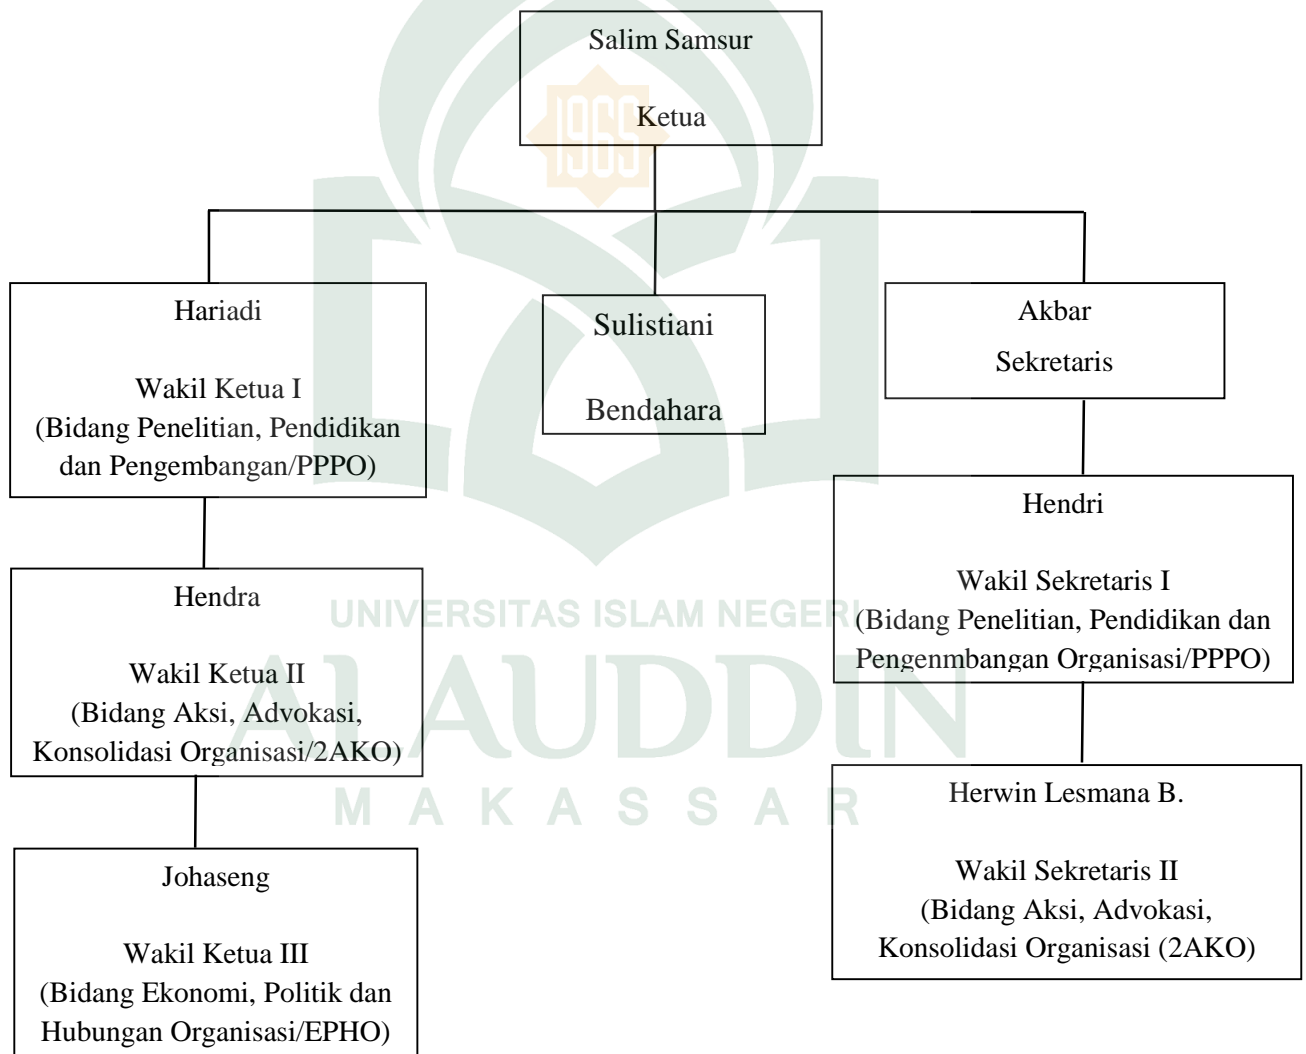 Salim Samsur
Ketua
1965
Hariadi
Wakil Ketua I
(Bidang Penelitian, Pendidikan
dan Pengembangan/PPPO)
Sulistiani
Bendahara
Akbar
Sekretaris
Hendri
Wakil Sekretaris I
(Bidang Penelitian, Pendidikan dan
Pengenmbangan Organisasi/PPPO)
Hendra
Wakil Ketua II
(Bidang Aksi, Advokasi,
Konsolidasi Organisasi/2AKO)
UNIVERSITAS ISLAM NEGERI
ALAUDDIN
MAKASSAR
Herwin Lesmana B.
Wakil Sekretaris II
(Bidang Aksi, Advokasi,
Konsolidasi Organisasi (2AKO)
Johaseng
Wakil Ketua III
(Bidang Ekonomi, Politik dan
Hubungan Organisasi/EPHO)